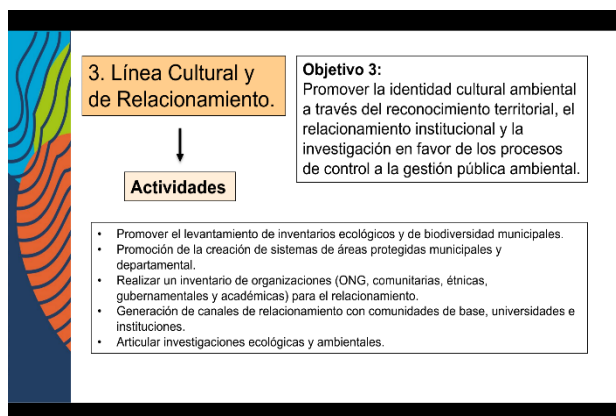 3. Línea Cultural y
de Relacionamiento.
Objetivo 3:
Promover la identidad cultural ambiental
a través del reconocimiento territorial, el
relacionamiento institucional y la
investigación en favor de los procesos
de control a la gestión pública ambiental.
Actividades
• Promover el levantamiento de inventarios ecológicos y de biodiversidad municipales.
• Promoción de la creación de sistemas de áreas protegidas municipales y
departamental.
• Realizar un inventario de organizaciones (ONG, comunitarias, étnicas,
gubernamentales y académicas) para el relacionamiento.
• Generación de canales de relacionamiento con comunidades de base, universidades e
instituciones.
• Articular investigaciones ecológicas y ambientales.